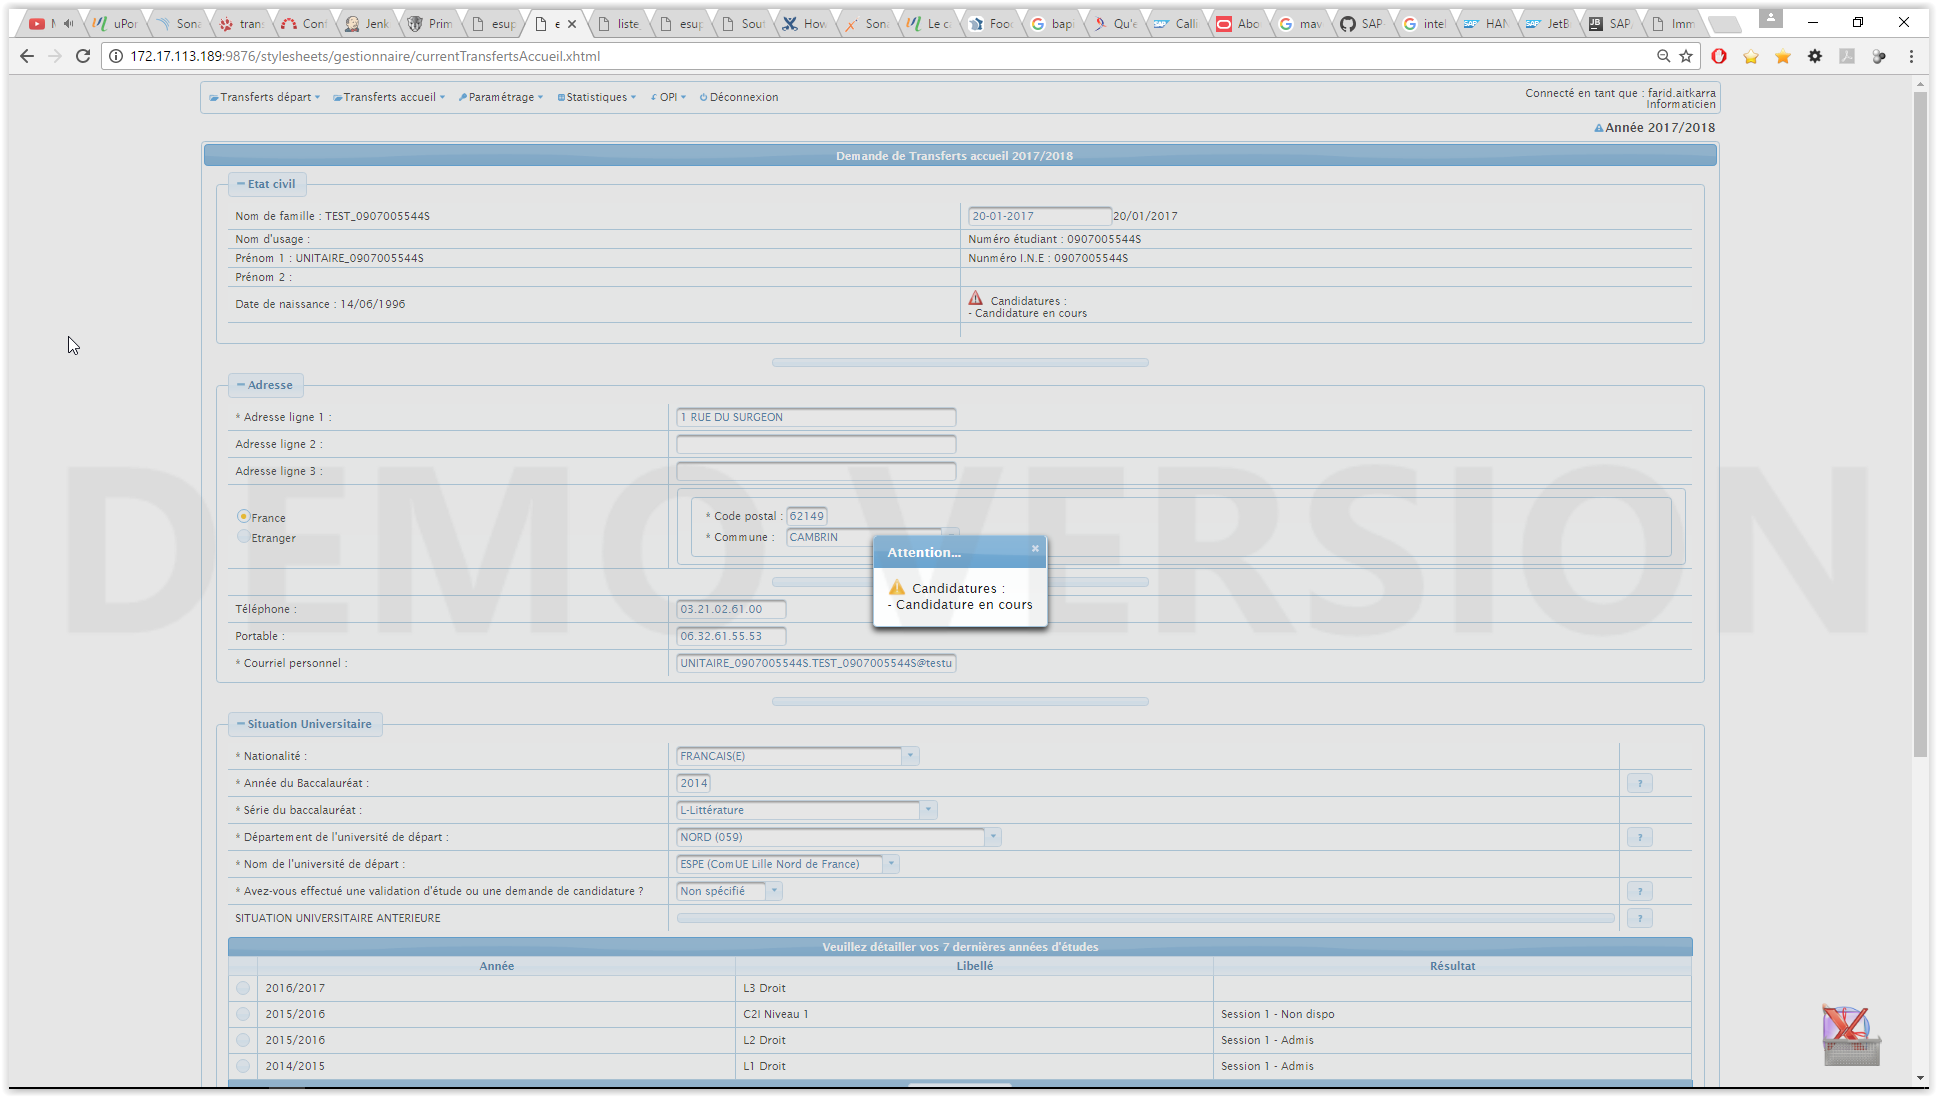 uPor
Sona
trans
Cont
Jenk
Prim
esup
e
liste
esup
Sout
How
Sona
Le c
Food
bapi
Qu'e
Calli
Abo
mav
SAP
intel
HAN
JetB
SAP
Imm
172.17.113.189:9876/stylesheets/gestionnaire/currentTransfertsAccueil.xhtml
Transferts départ Transferts accueil Paramétrage Statistiques OPI Déconnexion
Connecté en tant que : farid.aitkarra
Informaticien
Année 2017/2018
Demande de Transferts accueil 2017/2018
Etat civil
Nom de famille : TEST_0907005544S
20-01-2017 20/01/2017
Nom d'usage :
Numéro étudiant : 0907005544S
Prénom 1 : UNITAIRE_0907005544S
Nunméro I.N.E : 0907005544S
Prénom 2 :
Date de naissance : 14/06/1996
Candidatures :
- Candidature en cours
Adresse
* Adresse ligne 1 : 1 RUE DU SURGEON
Adresse ligne 2 :
Adresse ligne 3 :
DEMO VERSION
France
Etranger
* Code postal : 62149
* Commune : CAMBRIN
Attention...
Candidatures :
- Candidature en cours
Téléphone : 03.21.02.61.00
Portable : 06.32.61.55.53
* Courriel personnel : UNITAIRE_0907005544S.TEST_0907005544S@testu
Situation Universitaire
* Nationalité : FRANCAIS(E)
* Année du Baccalauréat : 2014 ?
* Série du baccalauréat : L-Littérature
* Département de l'université de départ : NORD (059) ?
* Nom de l'université de départ : ESPE (ComUE Lille Nord de France)
* Avez-vous effectué une validation d'étude ou une demande de candidature ? Non spécifié ?
SITUATION UNIVERSITAIRE ANTERIEURE ?
Veuillez détailler vos 7 dernières années d'études
Année Libellé Résultat
2016/2017 L3 Droit
2015/2016 C2I Niveau 1 Session 1 - Non dispo
2015/2016 L2 Droit Session 1 - Admis
2014/2015 L1 Droit Session 1 - Admis